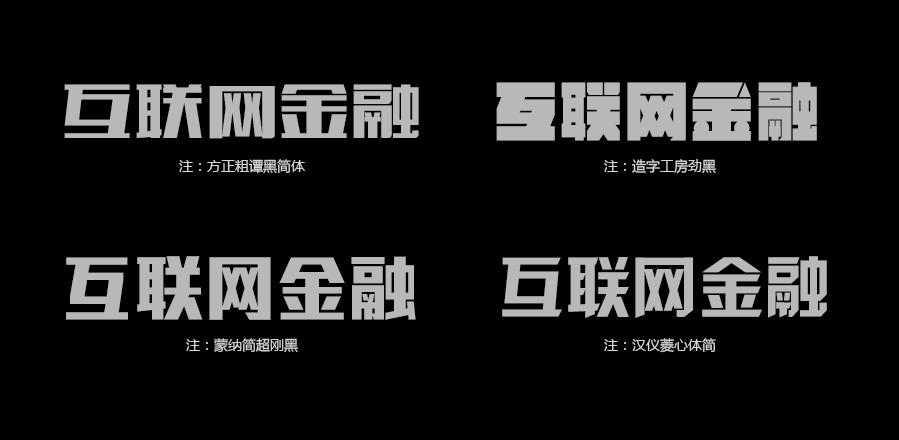 互联网金融
注：方正粗谭黑简体
互联网金融
注：造字工房劲黑
互联网金融
注：蒙纳简超刚黑
互联网金融
注：汉仪菱心体简